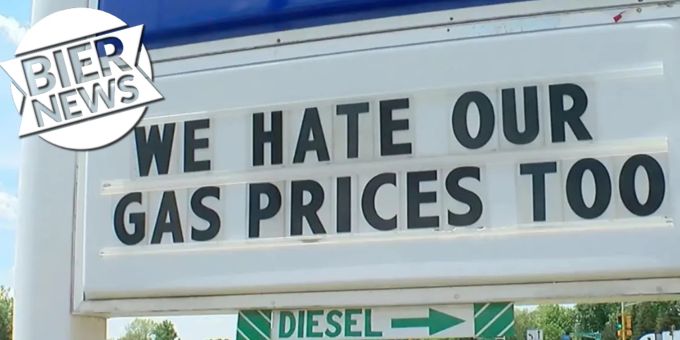 BIER
NEWS
WE HATE OUR
GAS PRICES TOO
DIESEL